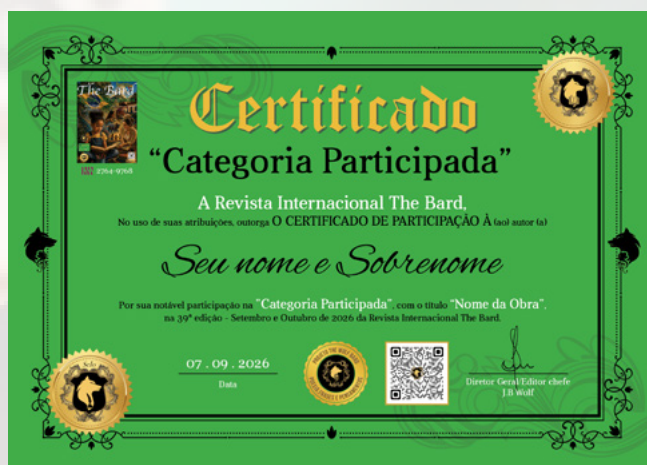 The Bard
2764-9768
Certificado
“Categoria Participada”
A Revista Internacional The Bard,
No uso de suas atribuições, outorga O CERTIFICADO DE PARTICIPAÇÃO À (ao) autor (a)
Seu nome e Sobrenome
Por sua notável participação na "Categoria Participada", com o título "Nome da Obra",
na 39ª edição - Setembro e Outubro de 2026 da Revista Internacional The Bard.
07 . 09 . 2026
Data
Diretor Geral/Editor chefe
J.B Wolf
Selo